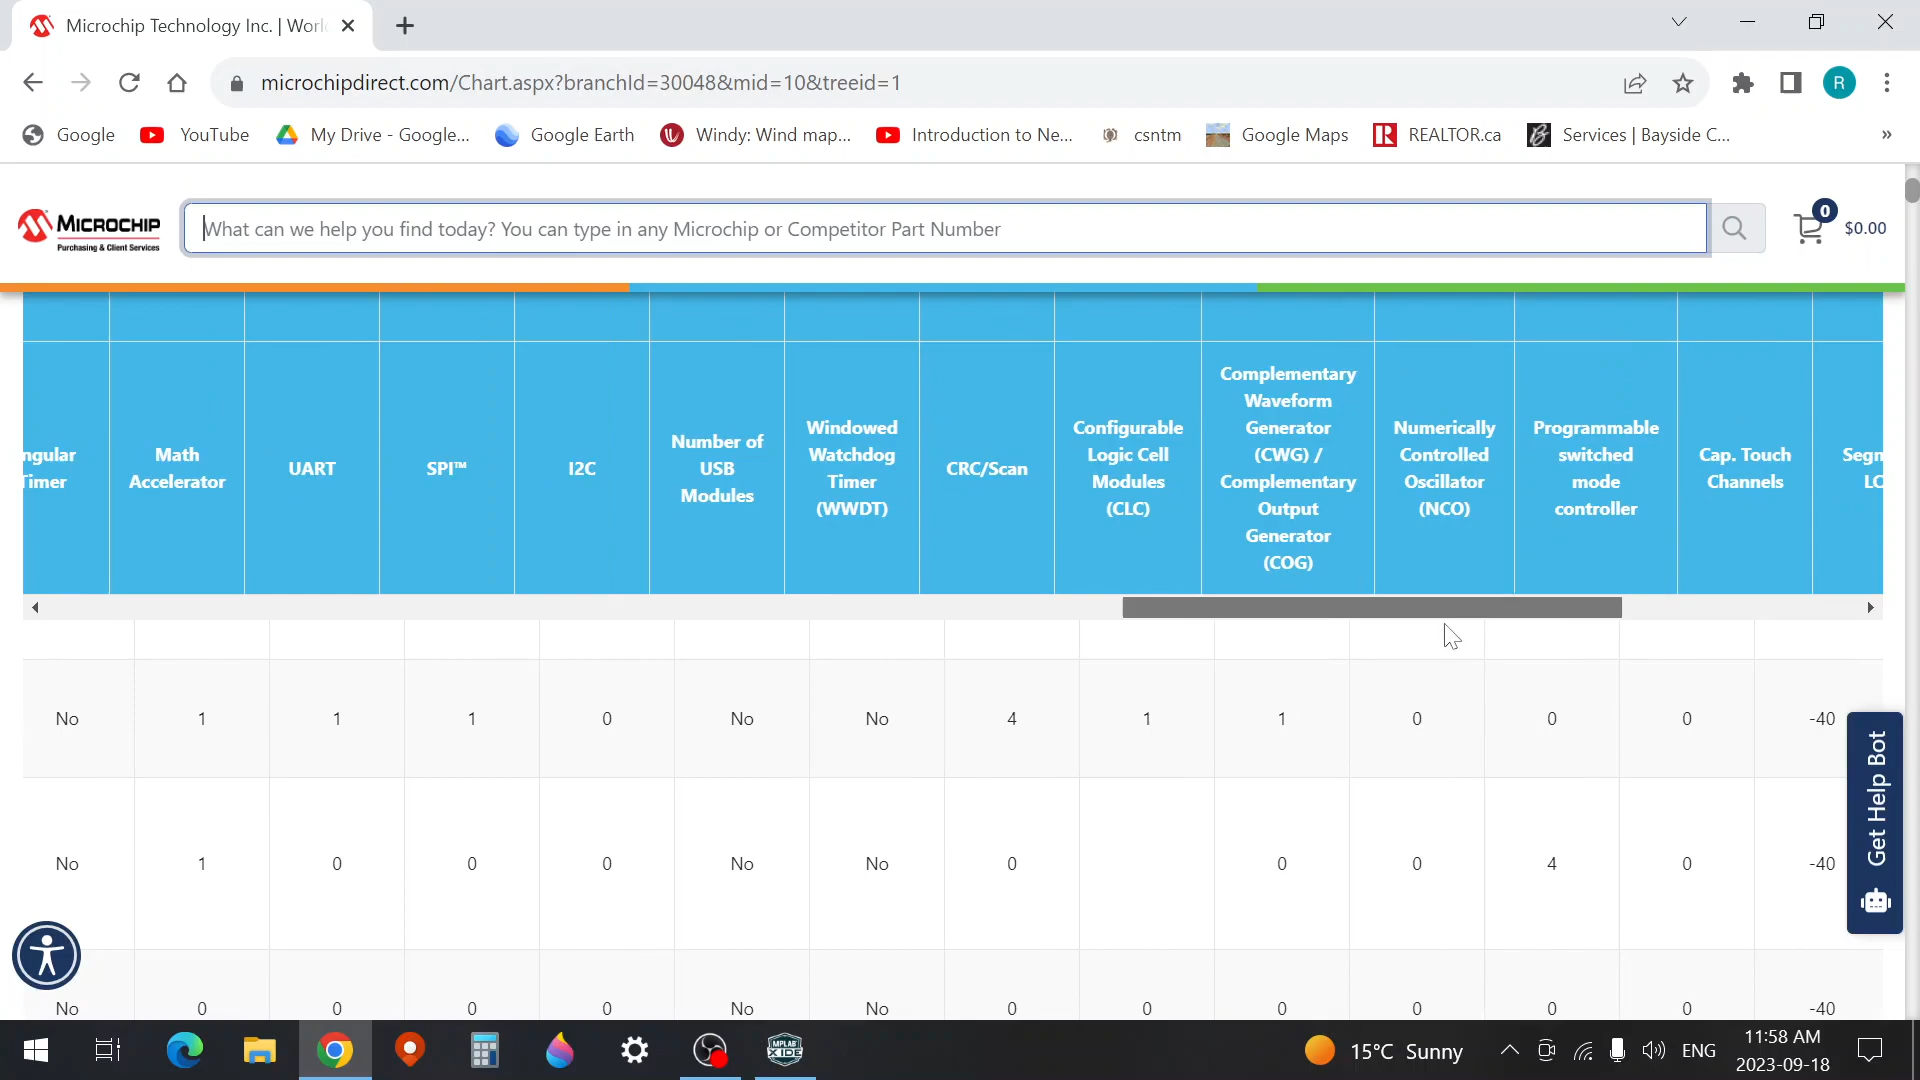 Microchip Technology Inc. | Worl
microchipdirect.com/Chart.aspx?branchId=30048&mid=10&treeid=1
R
Google
YouTube
My Drive - Google...
Google Earth
Windy: Wind map...
Introduction to Ne...
csntm
Google Maps
REALTOR.ca
Services | Bayside C...
»
MICROCHIP
Purchasing & Client Services
What can we help you find today? You can type in any Microchip or Competitor Part Number
0
$0.00
ngular
Timer
Math
Accelerator
UART
SPI™
I2C
Number of
USB
Modules
Windowed
Watchdog
Timer
(WWDT)
CRC/Scan
Configurable
Logic Cell
Modules
(CLC)
Complementary
Waveform
Generator
(CWG) /
Complementary
Output
Generator
(COG)
Numerically
Controlled
Oscillator
(NCO)
Programmable
switched
mode
controller
Cap. Touch
Channels
Segm
LC
No 1 1 1 0 No No 4 1 1 0 0 0 -40
No 1 0 0 0 No No 0 0 0 4 0 -40
No 0 0 0 0 No No 0 0 0 0 0 0 -40
Get Help Bot
MPLAB
X IDE
15°C Sunny
ENG
11:58 AM
2023-09-18